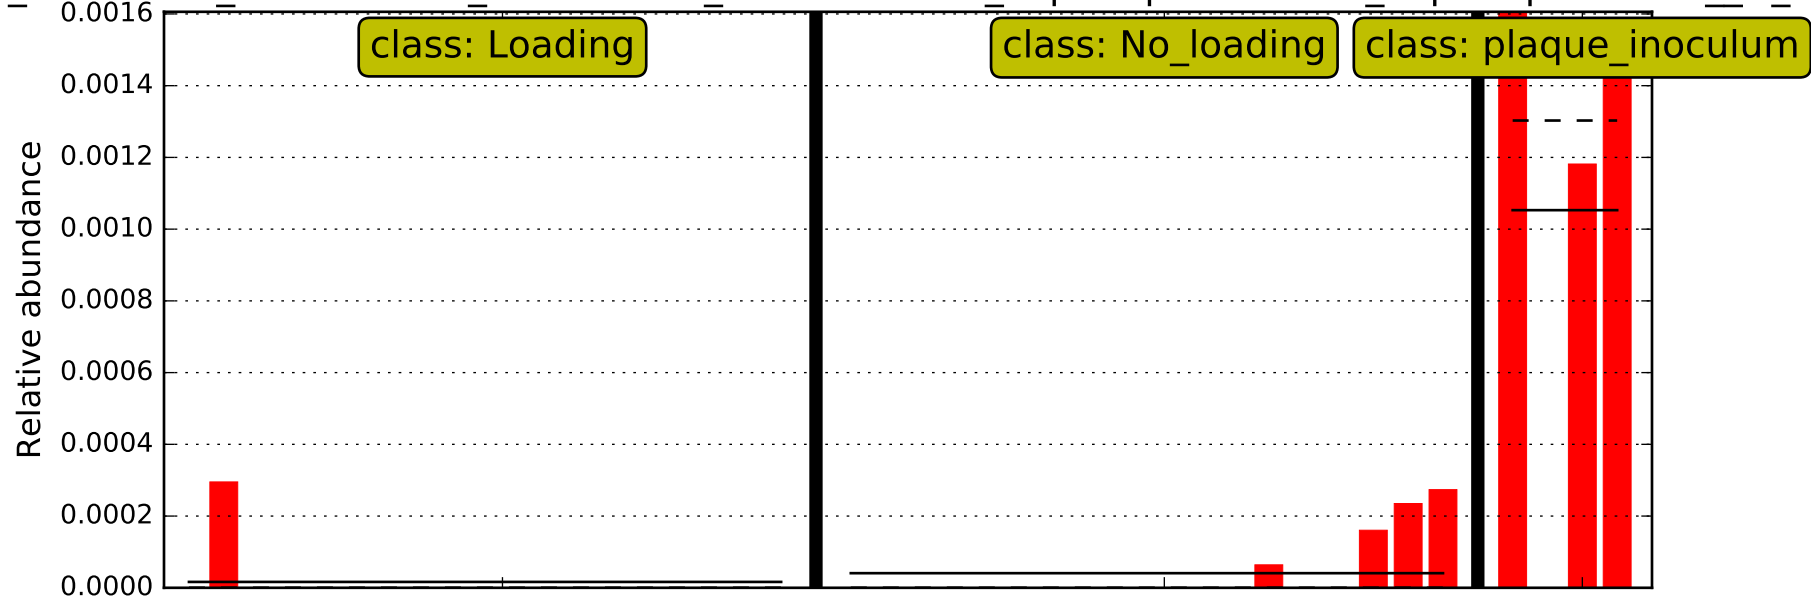 0.0016
class: Loading
class: No_loading
class: plaque_inoculum
0.0014
0.0012
0.0010
0.0008
0.0006
0.0004
0.0002
0.0000
Relative abundance